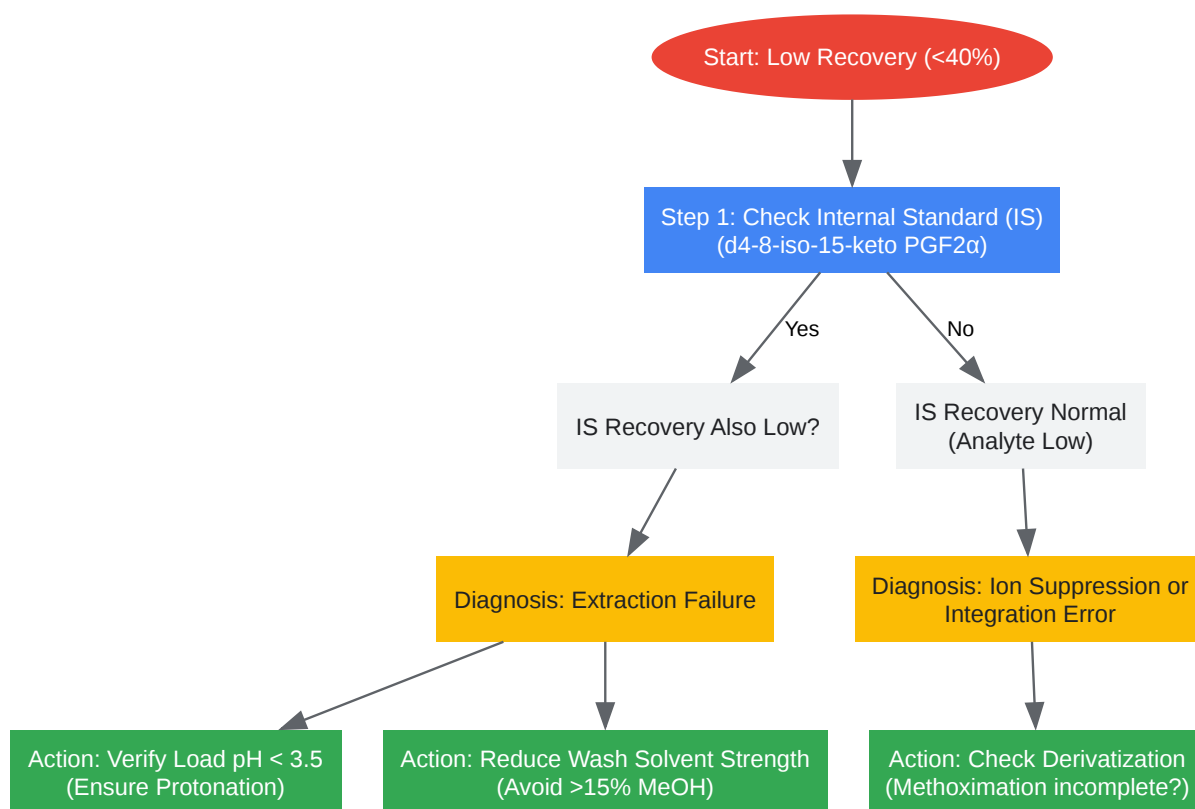 Start: Low Recovery (<40%)
Step 1: Check Internal Standard (IS)
(d4-8-iso-15-keto PGF2α)
Yes
No
IS Recovery Also Low?
IS Recovery Normal
(Analyte Low)
Diagnosis: Extraction Failure
Diagnosis: Ion Suppression or
Integration Error
Action: Verify Load pH < 3.5
(Ensure Protonation)
Action: Reduce Wash Solvent Strength
(Avoid >15% MeOH)
Action: Check Derivatization
(Methoximation incomplete?)